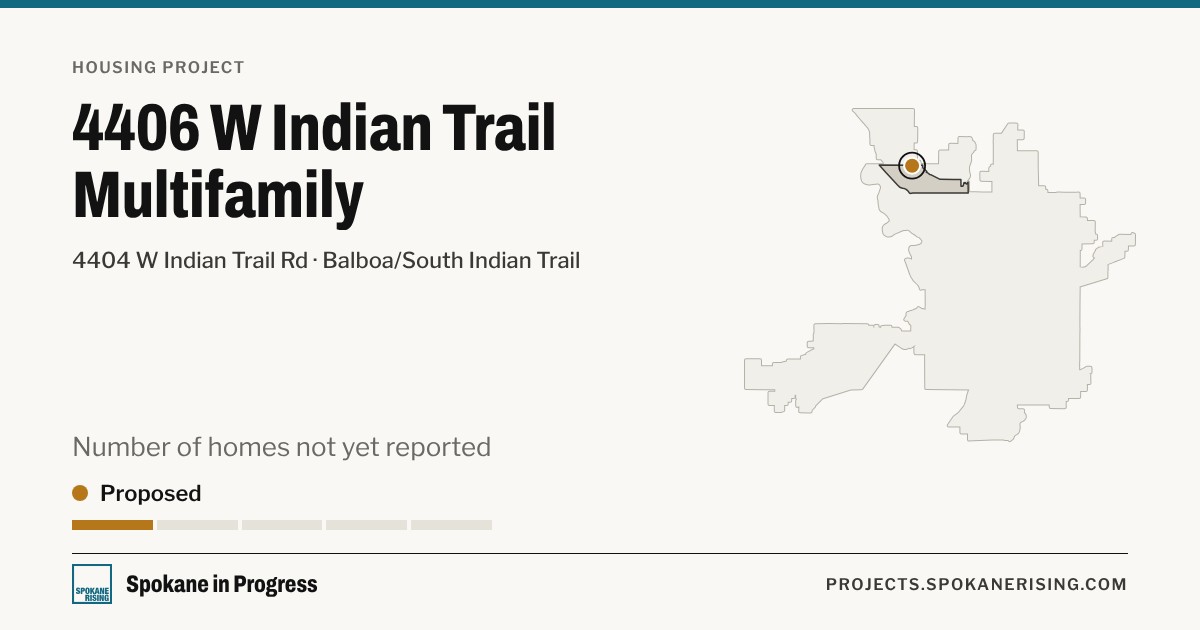 HOUSING PROJECT
4406 W Indian Trail
Multifamily
4404 W Indian Trail Rd · Balboa/South Indian Trail
Number of homes not yet reported
Proposed
SPOKANE
RISING
Spokane in Progress
PROJECTS.SPOKANERISING.COM